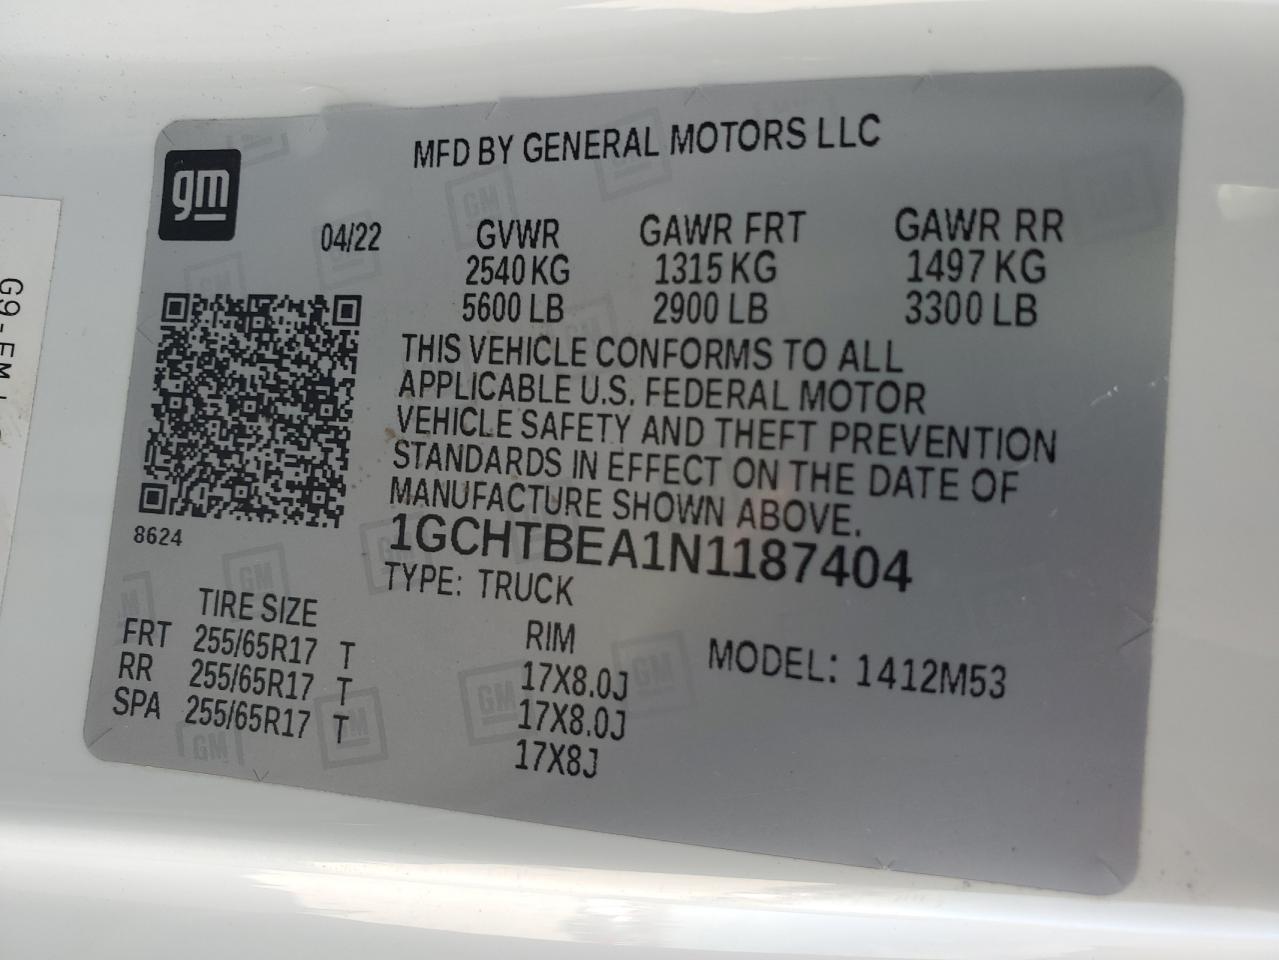 MFD BY GENERAL MOTORS LLC
gm
04/22 GVWR GAWR FRT GAWR RR
2540 KG 1315 KG 1497 KG
5600 LB 2900 LB 3300 LB
THIS VEHICLE CONFORMS TO ALL
APPLICABLE U.S. FEDERAL MOTOR
VEHICLE SAFETY AND THEFT PREVENTION
STANDARDS IN EFFECT ON THE DATE OF
MANUFACTURE SHOWN ABOVE.
8624
1GCHTBEA1N1187404
TYPE: TRUCK
TIRE SIZE RIM MODEL: 1412M53
FRT 255/65R17 T 17X8.0J
RR 255/65R17 T 17X8.0J
SPA 255/65R17 T 17X8J